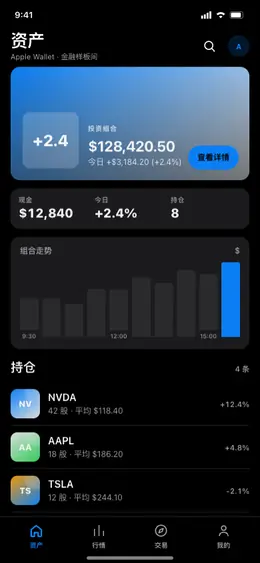 9:41
资产
Apple Wallet · 金融样板间
A
+2.4
投资组合
$128,420.50
今日 +$3,184.20 (+2.4%)
查看详情
现金
今日
持仓
$12,840
+2.4%
8
组合走势
$
9:30
12:00
15:00
持仓
4 条
NV
NVDA
42 股 · 平均 $118.40
+12.4%
AA
AAPL
18 股 · 平均 $186.20
+4.8%
TS
TSLA
12 股 · 平均 $244.10
-2.1%
资产
行情
交易
我的